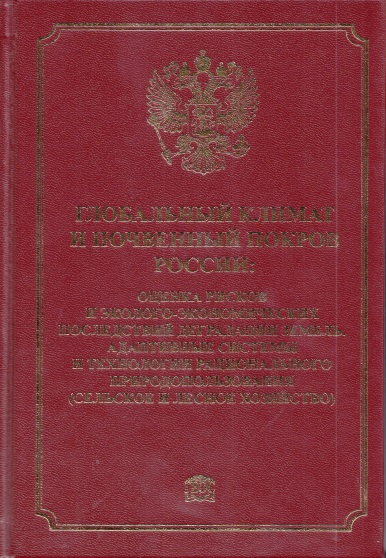 ГЛОБАЛЬНЫЙ КЛИМАТ
И ПОЧВЕННЫЙ ПОКРОВ
РОССИИ:
ОЦЕНКА РИСКОВ
И ЭКОЛОГО-ЭКОНОМИЧЕСКИХ
ПОСЛЕДСТВИЙ ДЕГРАДАЦИИ ЗЕМЕЛЬ.
АДАПТИВНЫЕ СИСТЕМЫ
И ТЕХНОЛОГИИ РАЦИОНАЛЬНОГО
ПРИРОДОПОЛЬЗОВАНИЯ
(СЕЛЬСКОЕ И ЛЕСНОЕ ХОЗЯЙСТВО)